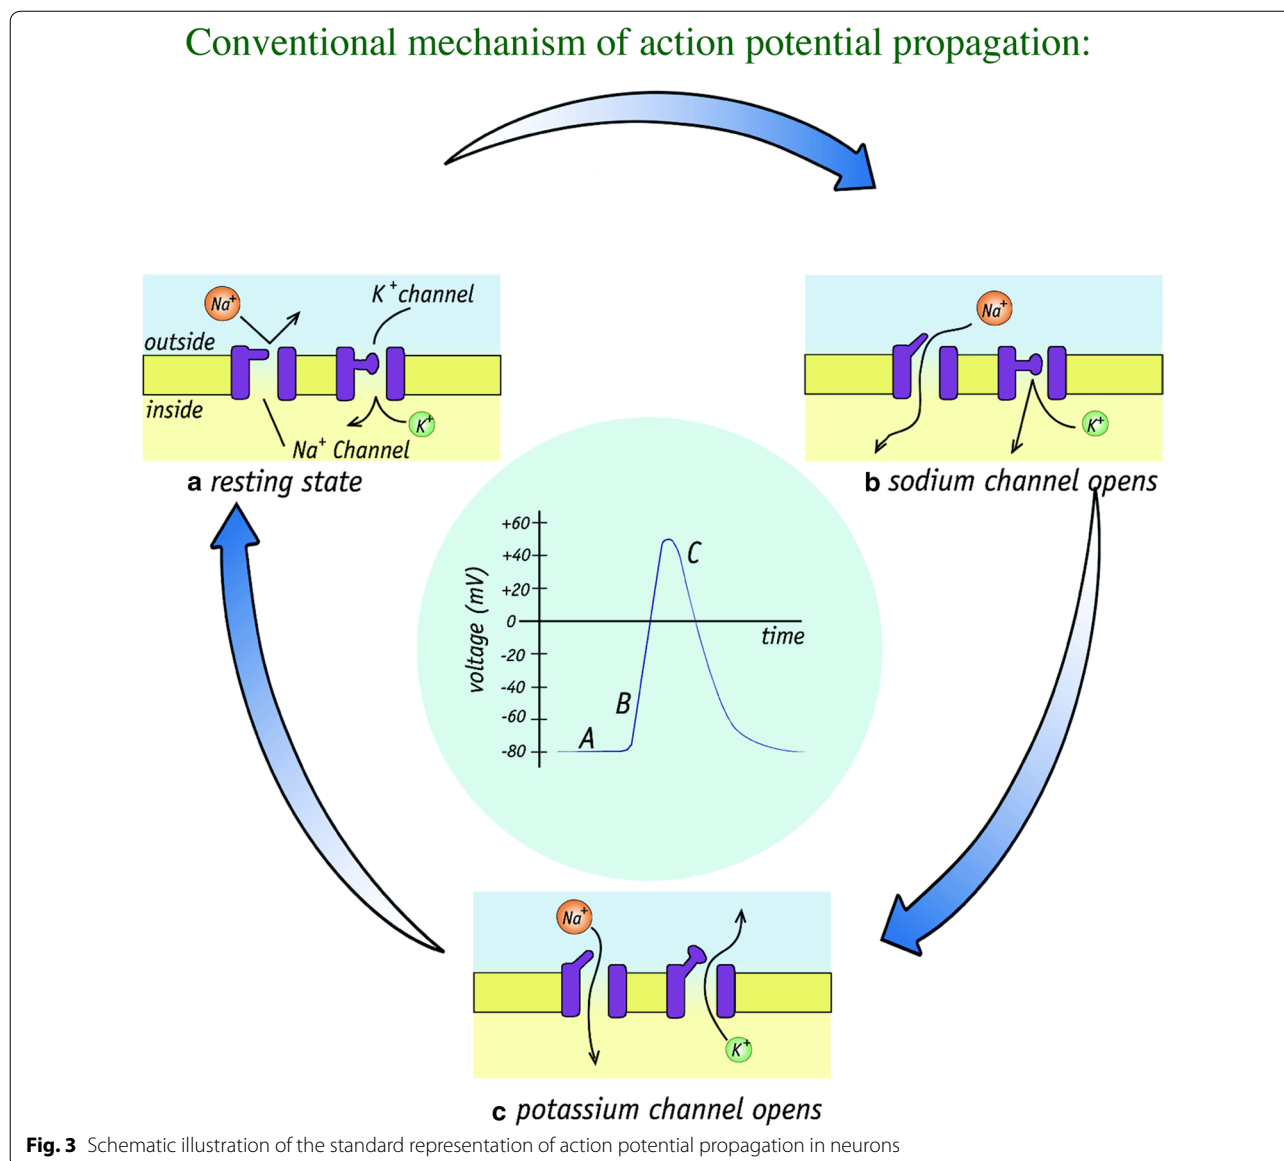 Conventional mechanism of action potential propagation:
Na+
K+channel
outside
inside
K+
Na+ Channel
a resting state
Na+
K+
b sodium channel opens
+60
+40
+20
0
-20
-40
-60
-80
voltage (mV)
time
A
B
C
Na+
K+
c potassium channel opens
Fig. 3 Schematic illustration of the standard representation of action potential propagation in neurons